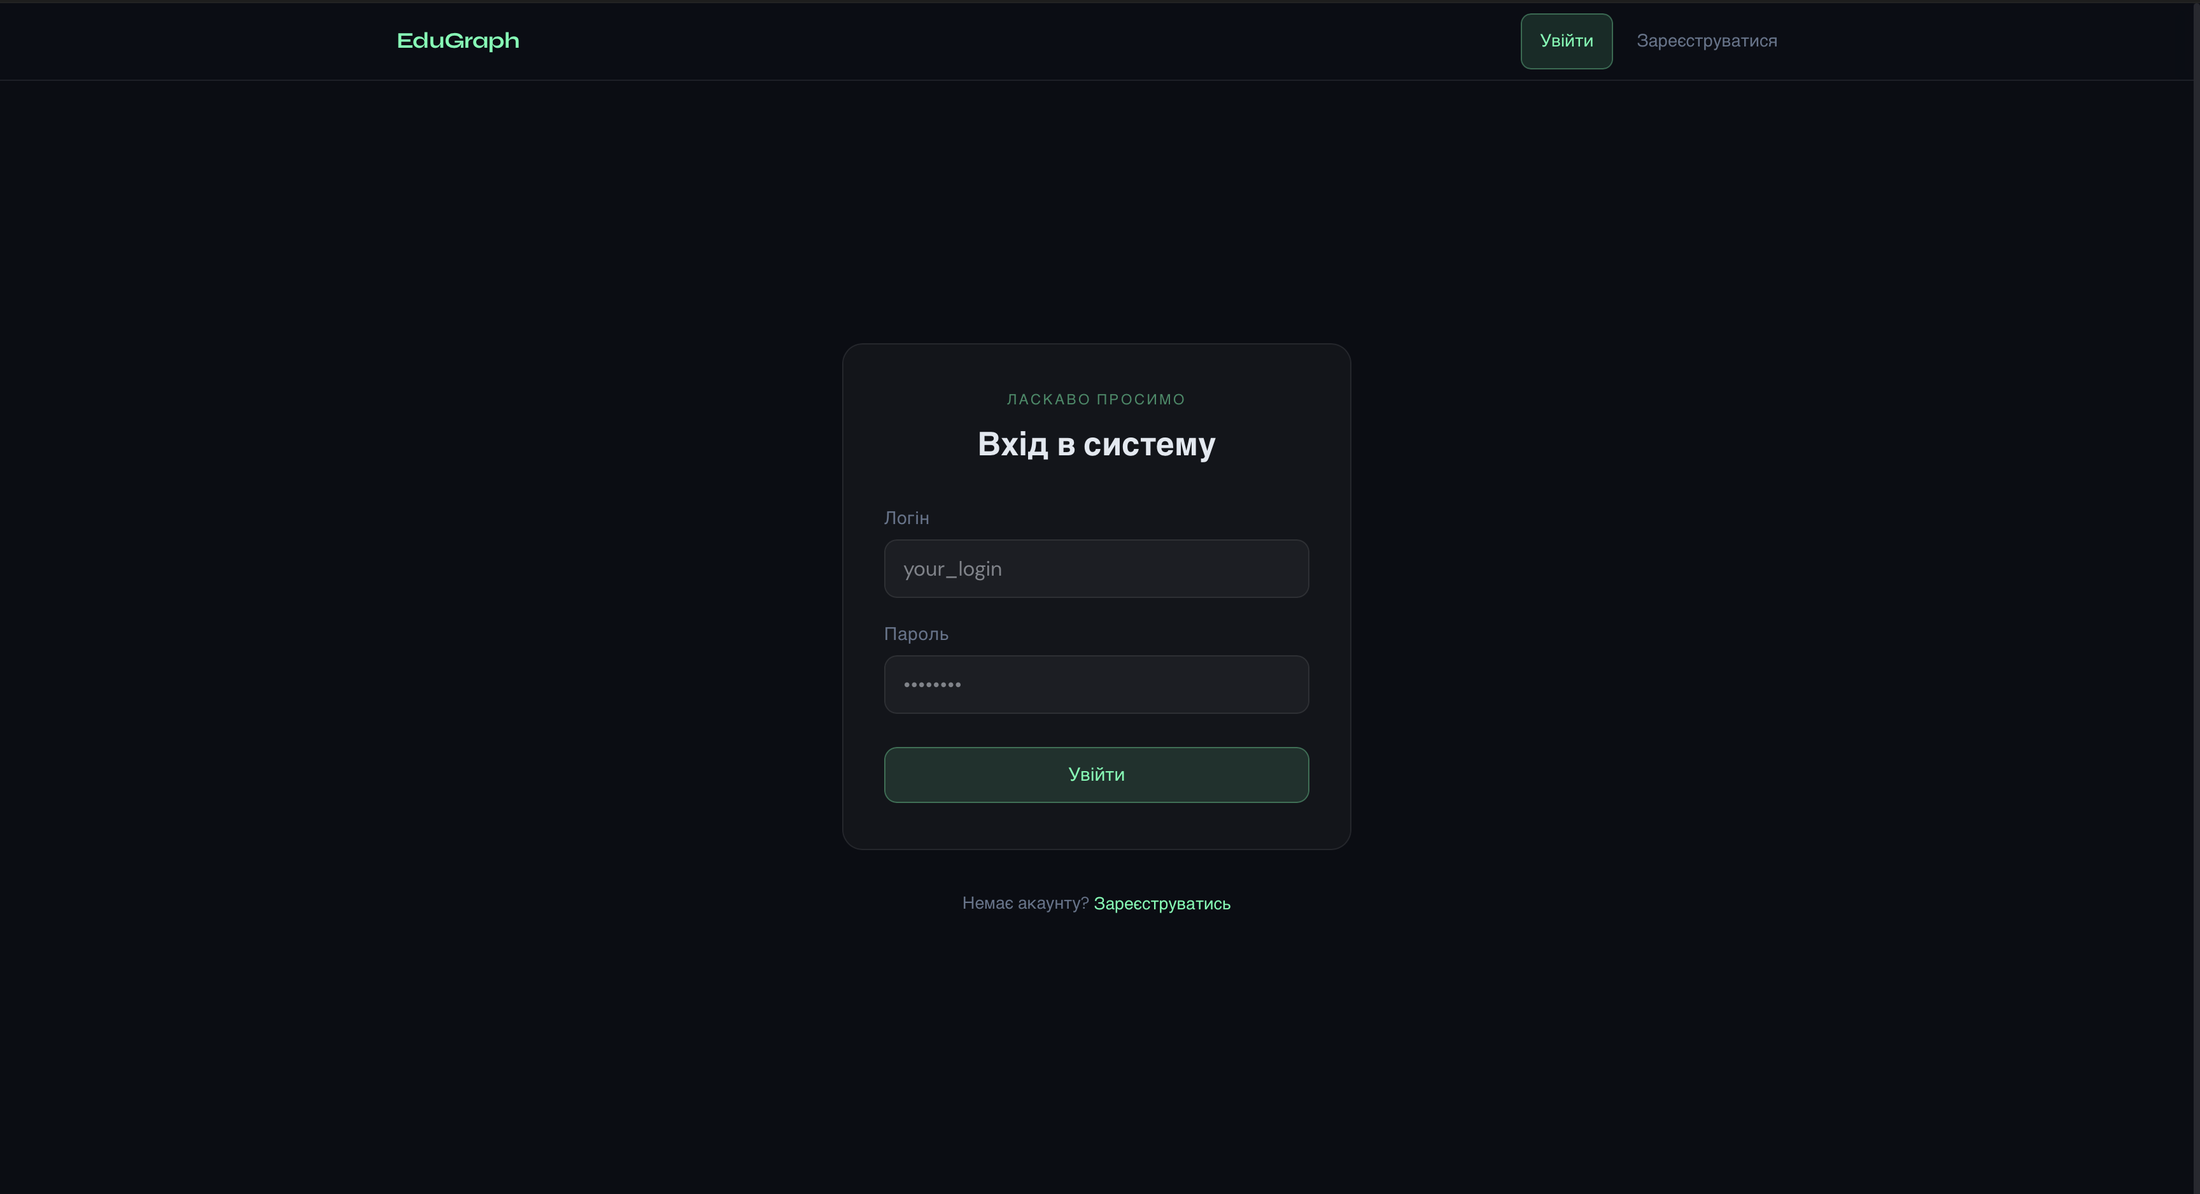 EduGraph
Увійти
Зареєструватися
ЛАСКАВО ПРОСИМО
Вхід в систему
Логін
your_login
Пароль
••••••••
Увійти
Немає акаунту? Зареєструватись